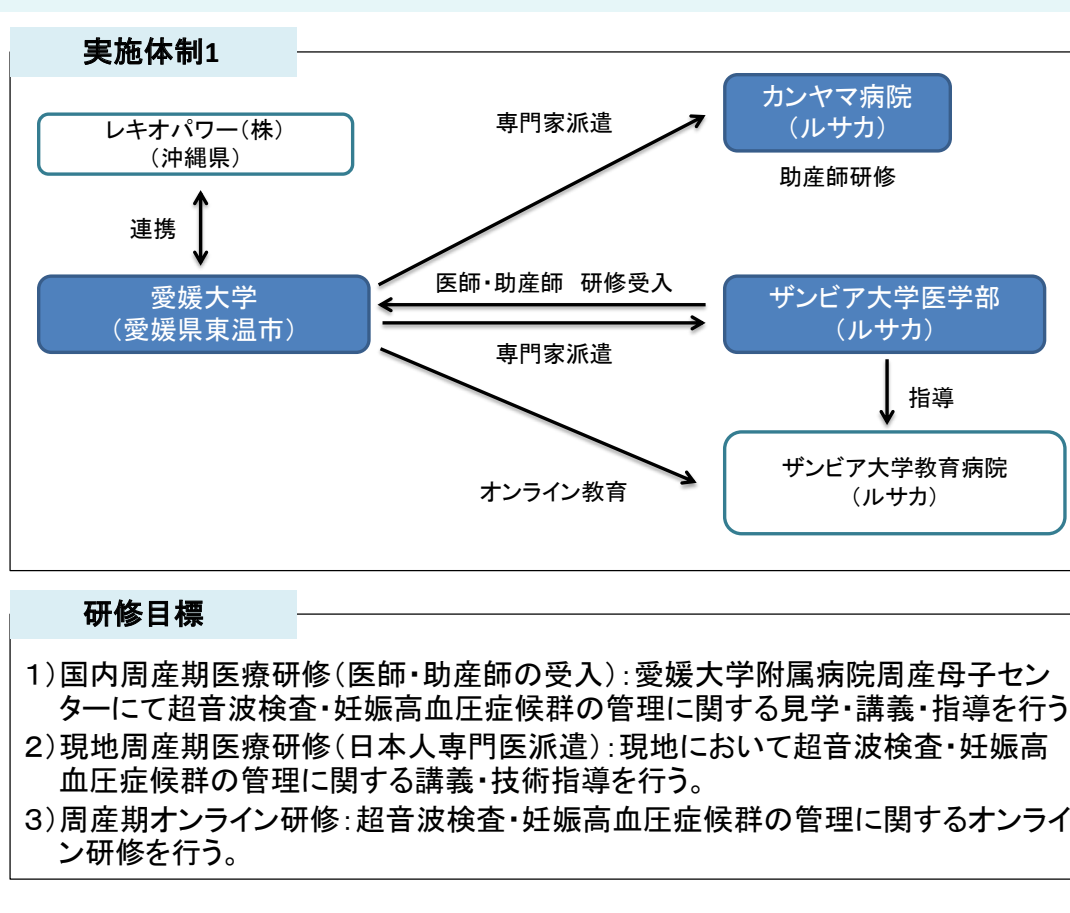 実施体制1
レキオパワー(株)
(沖縄県)
専門家派遣
カンヤマ病院
(ルサカ)
助産師研修
連携
愛媛大学
(愛媛県東温市)
医師・助産師 研修受入
専門家派遣
ザンビア大学医学部
(ルサカ)
指導
オンライン教育
ザンビア大学教育病院
(ルサカ)
研修目標
1)国内周産期医療研修(医師・助産師の受入):愛媛大学附属病院周産母子セン
ターにて超音波検査・妊娠高血圧症候群の管理に関する見学・講義・指導を行う
2)現地周産期医療研修(日本人専門医派遣):現地において超音波検査・妊娠高
血圧症候群の管理に関する講義・技術指導を行う。
3)周産期オンライン研修:超音波検査・妊娠高血圧症候群の管理に関するオンライ
ン研修を行う。